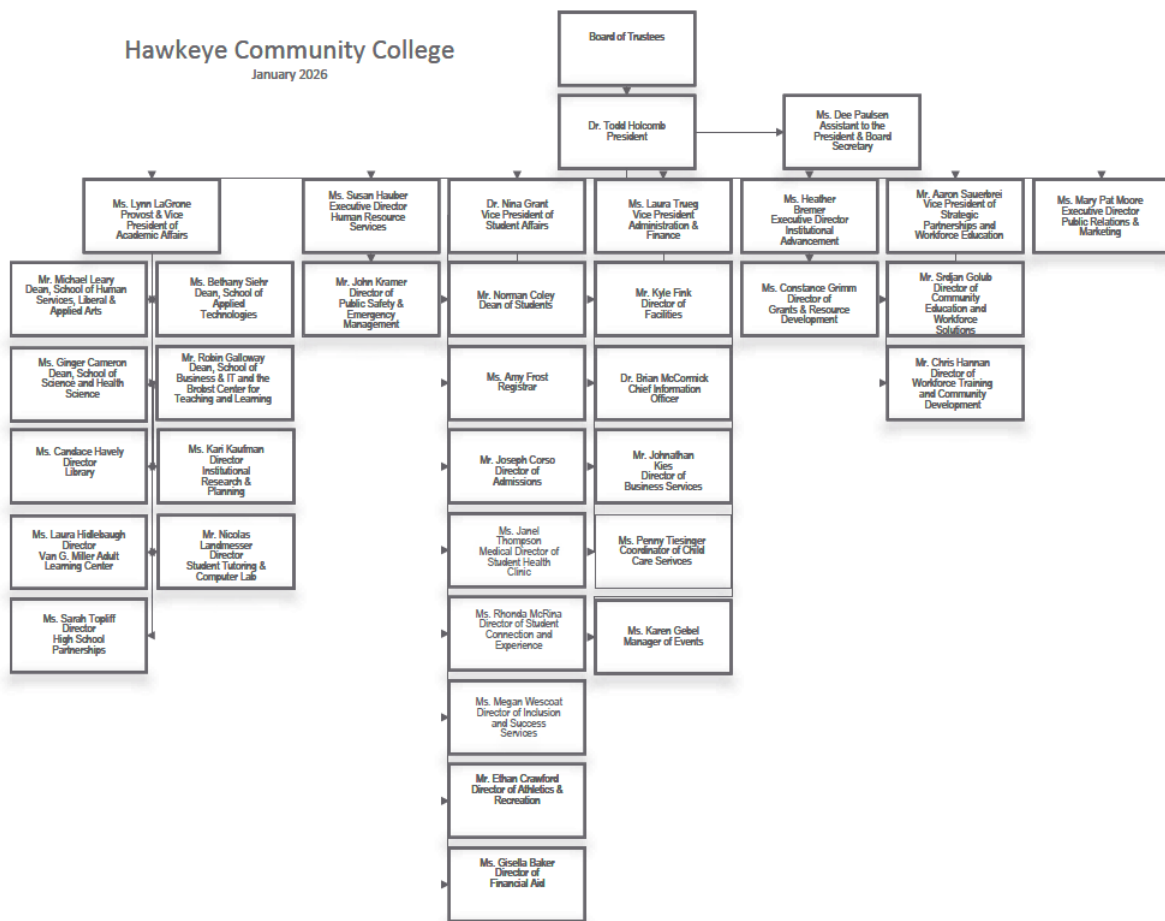 Hawkeye Community College
January 2026
Board of Trustees
Dr. Todd Holcomb
President
Ms. Dee Paulsen
Assistant to the
President & Board
Secretary
Ms. Lynn LaGrone
Provost & Vice
President of
Academic Affairs
Ms. Susan Hauber
Executive Director
Human Resource
Services
Dr. Nina Grant
Vice President of
Student Affairs
Ms. Laura Trueg
Vice President
Administration &
Finance
Ms. Heather
Bremer
Executive Director
Institutional
Advancement
Mr. Aaron Sauerbrei
Vice President of
Strategic
Partnerships and
Workforce Education
Ms. Mary Pat Moore
Executive Director
Public Relations &
Marketing
Mr. Michael Leary
Dean, School of Human
Services, Liberal &
Applied Arts
Ms. Bethany Siehr
Dean, School of
Applied
Technologies
Mr. John Kramer
Director of
Public Safety &
Emergency
Management
Mr. Norman Coley
Dean of Students
Mr. Kyle Fink
Director of
Facilities
Ms. Constance Grimm
Director of
Grants & Resource
Development
Mr. Srdjan Golub
Director of
Community
Education and
Workforce
Solutions
Ms. Ginger Cameron
Dean, School of
Science and Health
Science
Mr. Robin Galloway
Dean, School of
Business & IT and the
Brobst Center for
Teaching and Learning
Ms. Amy Frost
Registrar
Dr. Brian McCormick
Chief Information
Officer
Mr. Chris Hannan
Director of
Workforce Training
and Community
Development
Ms. Candace Havely
Director
Library
Ms. Kari Kaufman
Director
Institutional
Research &
Planning
Mr. Joseph Corso
Director of
Admissions
Mr. Johnathan
Kies
Director of
Business Services
Ms. Laura Hidlebaugh
Director
Van G. Miller Adult
Learning Center
Mr. Nicolas
Landmesser
Director
Student Tutoring &
Computer Lab
Ms. Janel
Thompson
Medical Director of
Student Health
Clinic
Ms. Penny Tiesinger
Coordinator of Child
Care Serivces
Ms. Sarah Topliff
Director
High School
Partnerships
Ms. Rhonda McRina
Director of Student
Connection and
Experience
Ms. Karen Gebel
Manager of Events
Ms. Megan Wescoat
Director of Inclusion
and Success
Services
Mr. Ethan Crawford
Director of Athletics &
Recreation
Ms. Gisella Baker
Director of
Financial Aid